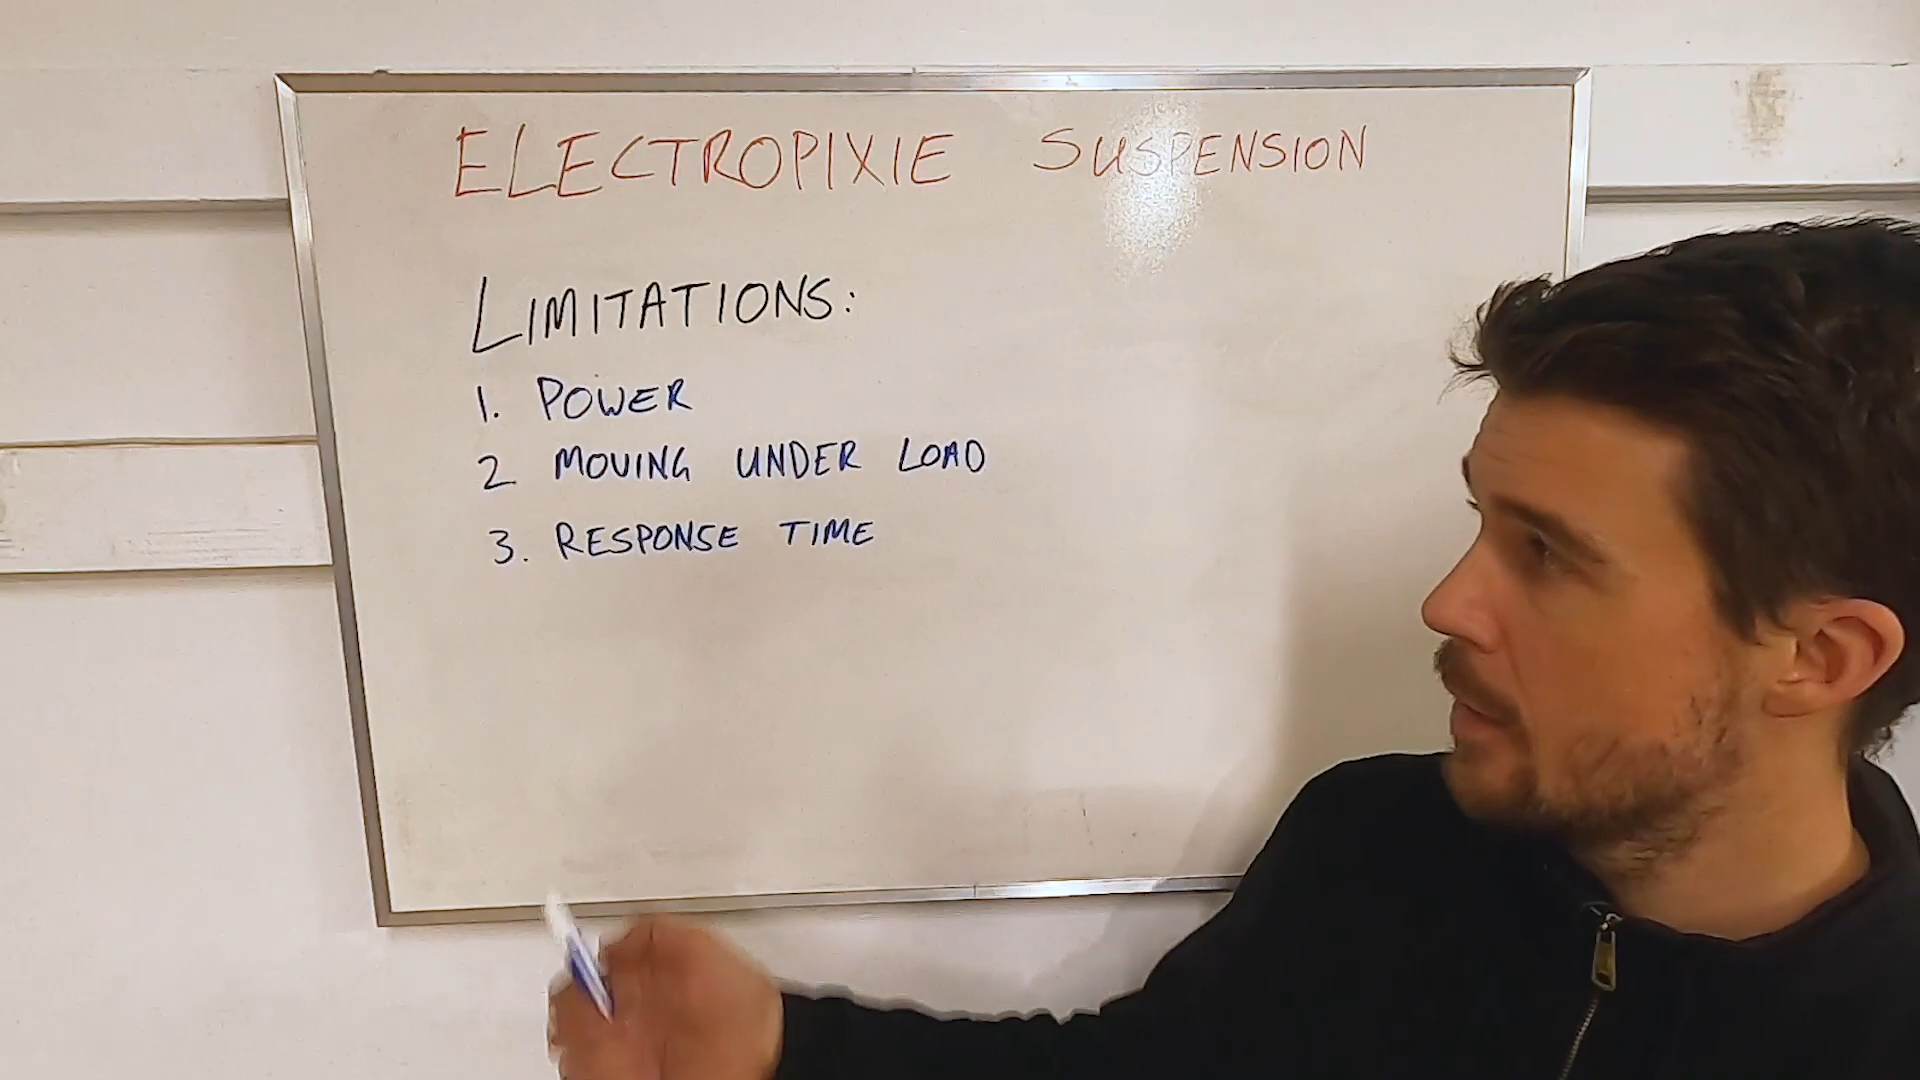 ELECTROPIXIE SUSPENSION
LIMITATIONS:
1. POWER
2 MOVING UNDER LOAD
3. RESPONSE TIME